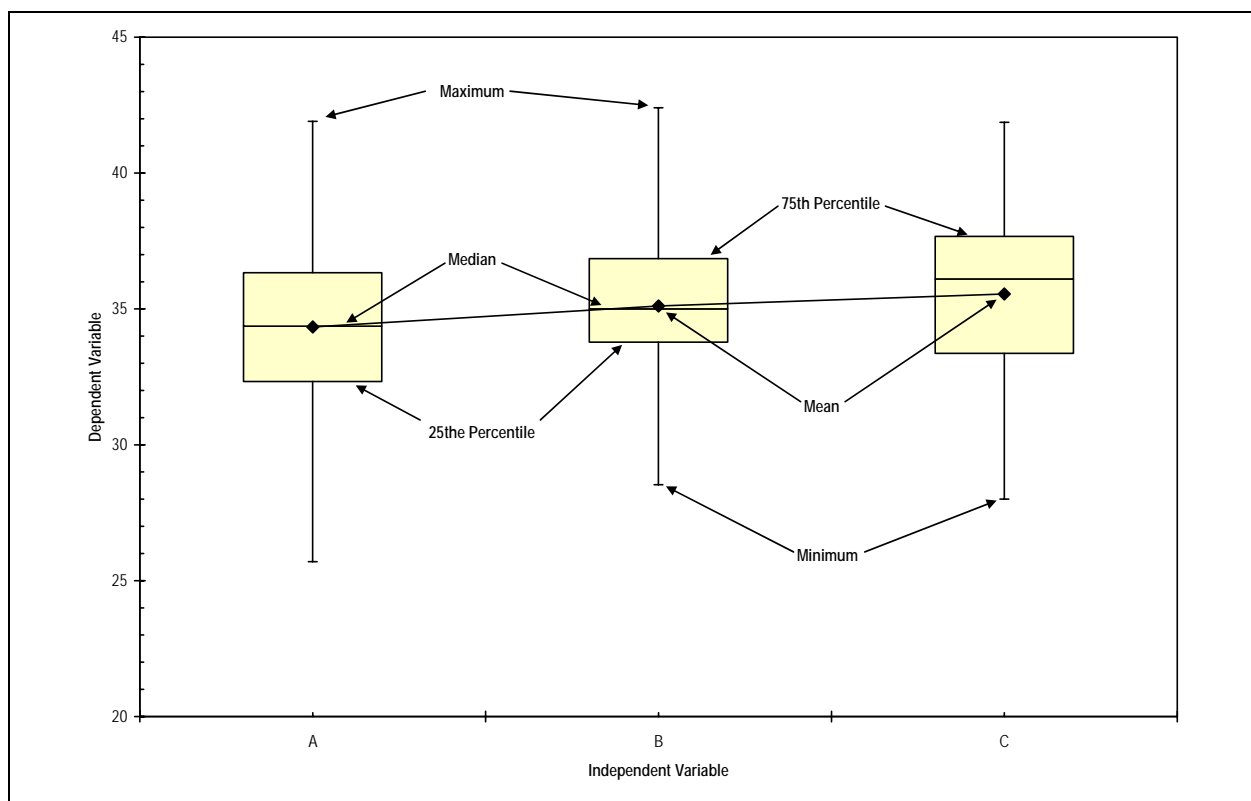 45
Maximum
40
75th Percentile
Median
35
Mean
25the Percentile
30
Minimum
25
20
A B C
Dependent Variable
Independent Variable